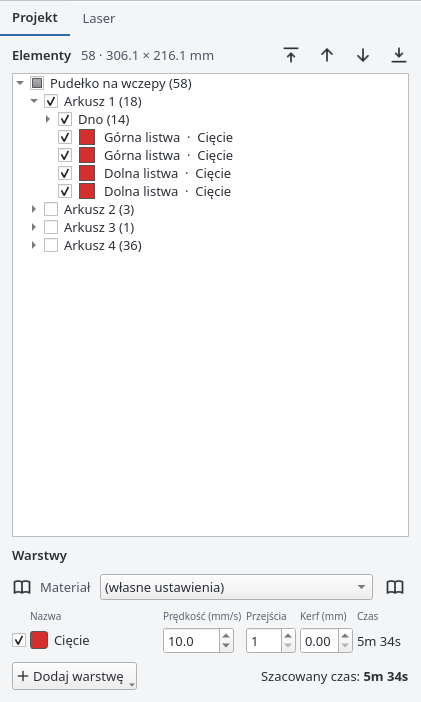 Projekt Laser
Elementy 58 · 306.1 × 216.1 mm
Pudełko na wczepy (58)
Arkusz 1 (18)
Dno (14)
Górna listwa · Cięcie
Górna listwa · Cięcie
Dolna listwa · Cięcie
Dolna listwa · Cięcie
Arkusz 2 (3)
Arkusz 3 (1)
Arkusz 4 (36)
Warstwy
Materiał (własne ustawienia)
Nazwa Prędkość (mm/s) Przejścia Kerf (mm) Czas
Cięcie 10.0 1 0.00 5m 34s
+ Dodaj warstwę Szacowany czas: 5m 34s